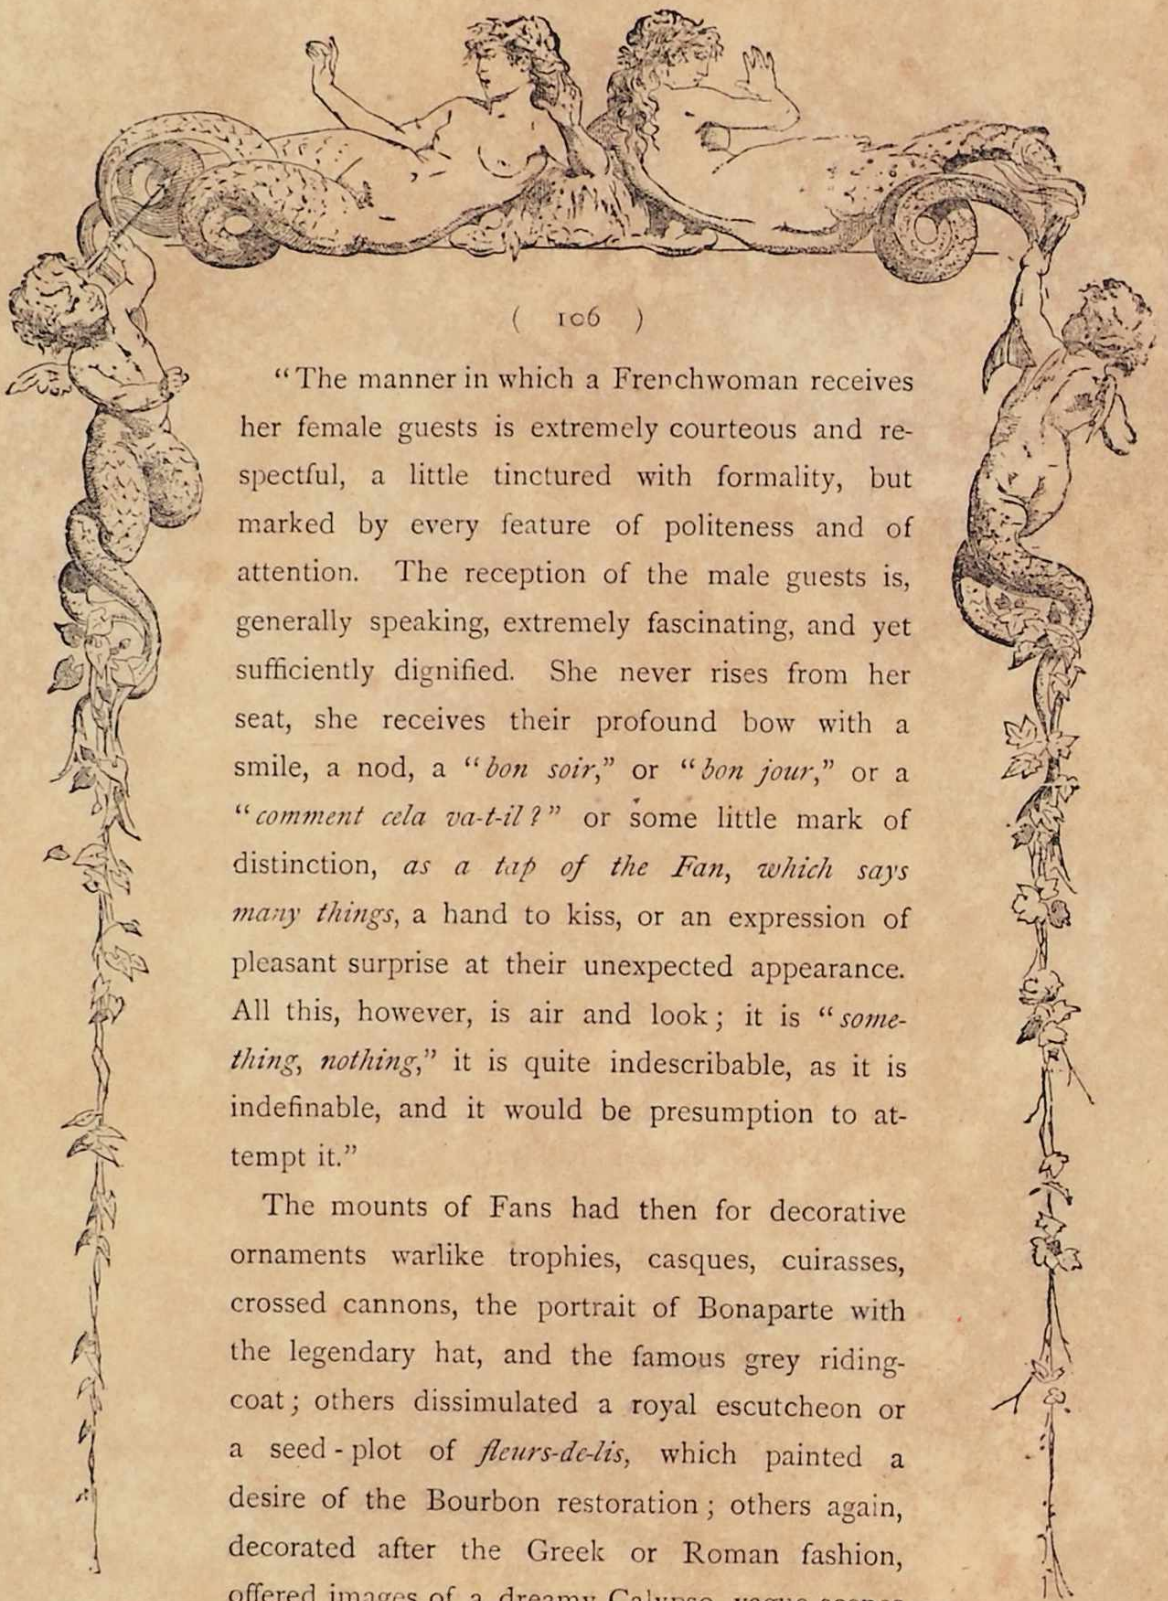 ( 106 )
“The manner in which a Frenchwoman receives
her female guests is extremely courteous and re-
spectful, a little tinctured with formality, but
marked by every feature of politeness and of
attention. The reception of the male guests is,
generally speaking, extremely fascinating, and yet
sufficiently dignified. She never rises from her
seat, she receives their profound bow with a
smile, a nod, a “bon soir,” or “bon jour,” or a
“comment cela va-t-il?” or some little mark of
distinction, as a tap of the Fan, which says
many things, a hand to kiss, or an expression of
pleasant surprise at their unexpected appearance.
All this, however, is air and look; it is “some-
thing, nothing,” it is quite indescribable, as it is
indefinable, and it would be presumption to at-
tempt it.”
The mounts of Fans had then for decorative
ornaments warlike trophies, casques, cuirasses,
crossed cannons, the portrait of Bonaparte with
the legendary hat, and the famous grey riding-
coat; others dissimulated a royal escutcheon or
a seed-plot of fleurs-de-lis, which painted a
desire of the Bourbon restoration; others again,
decorated after the Greek or Roman fashion,
offered images of a dreamy Calypso, vague scenes